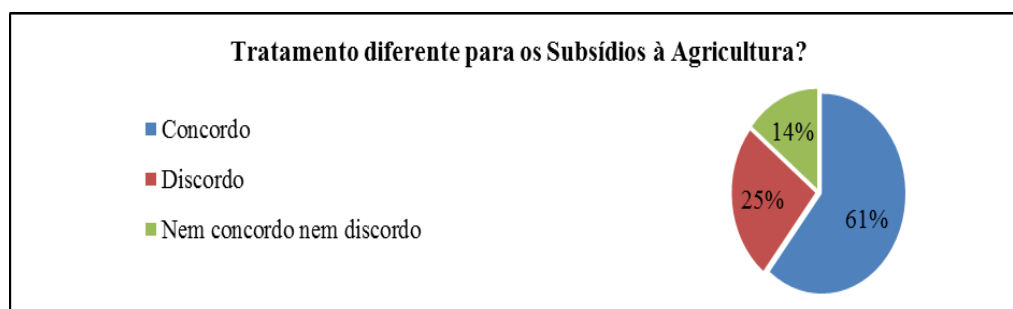 Tratamento diferente para os Subsídios à Agricultura?
Concordo
Discordo
Nem concordo nem discordo
14%
25%
61%